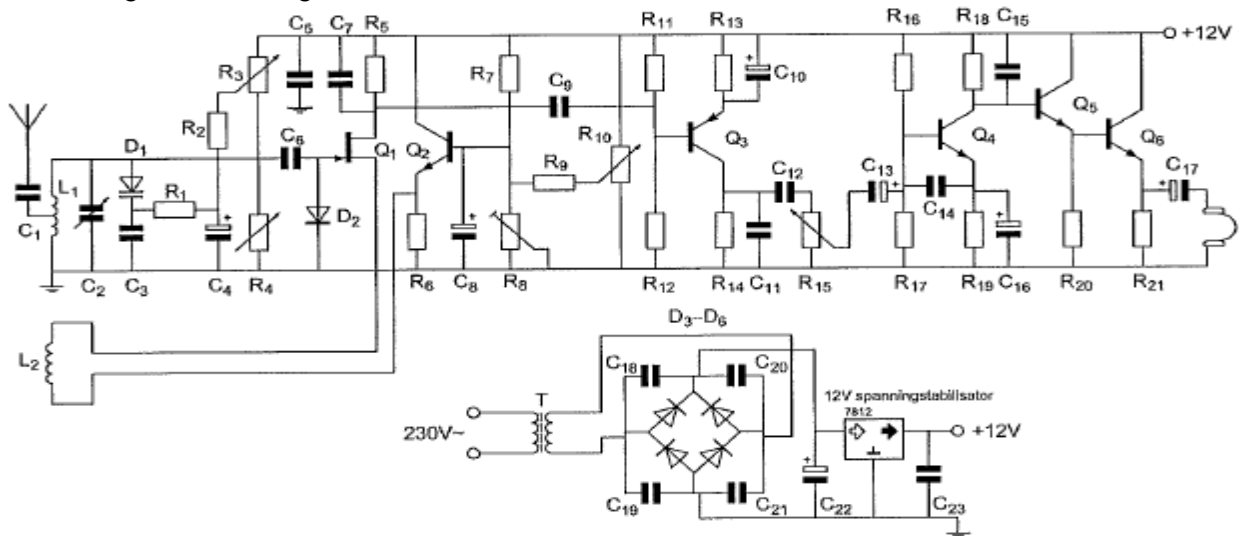 R11 R13 R16 R18 C15
C5 C7 R5 +12V
R3 R7 C10
C9
R2 Q5
C6 R10 Q3 Q4 Q6
D1 Q1 Q2
R9 C17
L1 R1 C12 C13
D2 C14
C1
C2 C3 C4 R4 R6 C8 R8 R12 R14 C11 R15 R17 R19 C16 R20 R21
D3--D6
L2 C18 C20
12V spanningstabillsator
T 7812
230V~ +12V
C19 C21 C22 C23